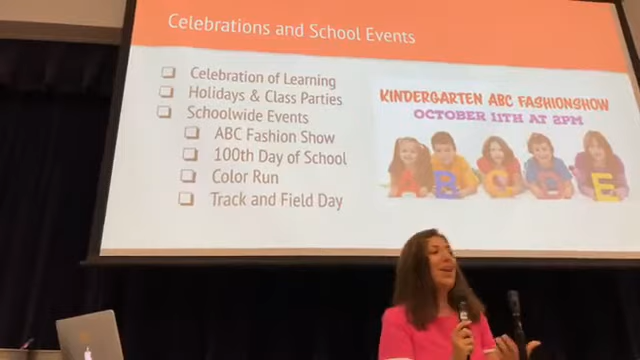 Celebrations and School Events
Celebration of Learning
Holidays & Class Parties
Schoolwide Events
ABC Fashion Show
100th Day of School
Color Run
Track and Field Day
KINDERGARTEN ABC FASHIONSHOW
OCTOBER 11TH AT 2PM
A B C D E